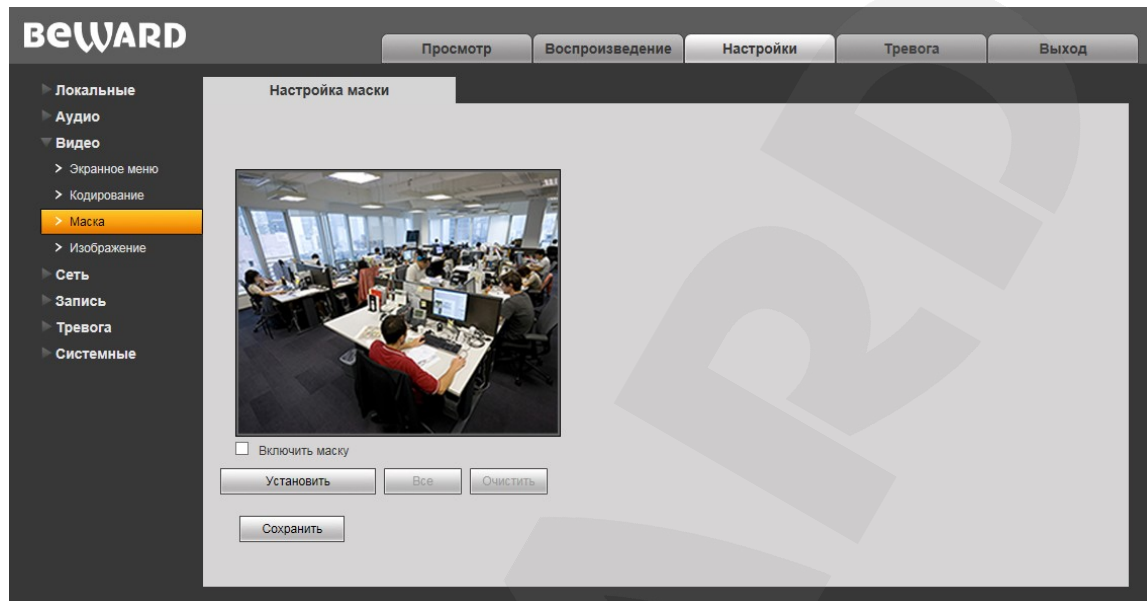 BEWARD
Просмотр
Воспроизведение
Настройки
Тревога
Выход
Локальные
Аудио
Видео
> Экранное меню
> Кодирование
> Маска
> Изображение
Сеть
Запись
Тревога
Системные
Настройка маски
Включить маску
Установить
Все
Очистить
Сохранить